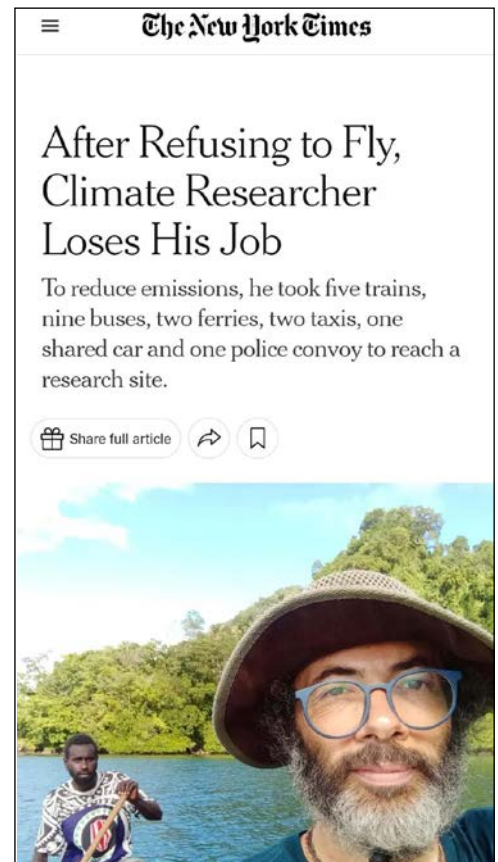 The New York Times
After Refusing to Fly,
Climate Researcher
Loses His Job
To reduce emissions, he took five trains,
nine buses, two ferries, two taxis, one
shared car and one police convoy to reach a
research site.
Share full article